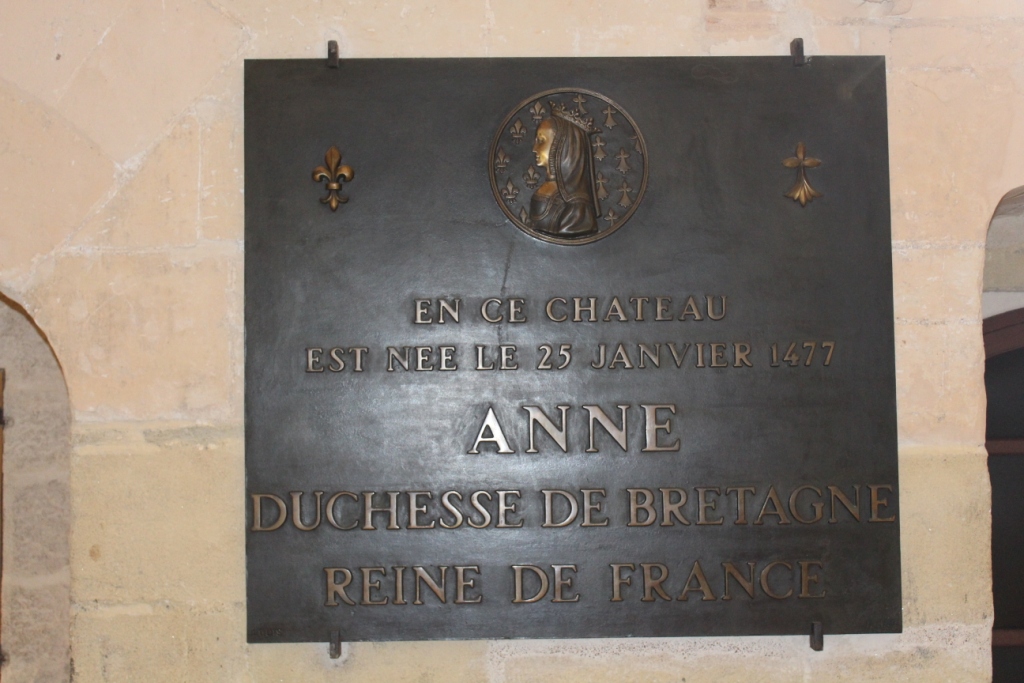 EN CE CHATEAU
EST NEE LE 25 JANVIER 1477
ANNE
DUCHESSE DE BRETAGNE
REINE DE FRANCE